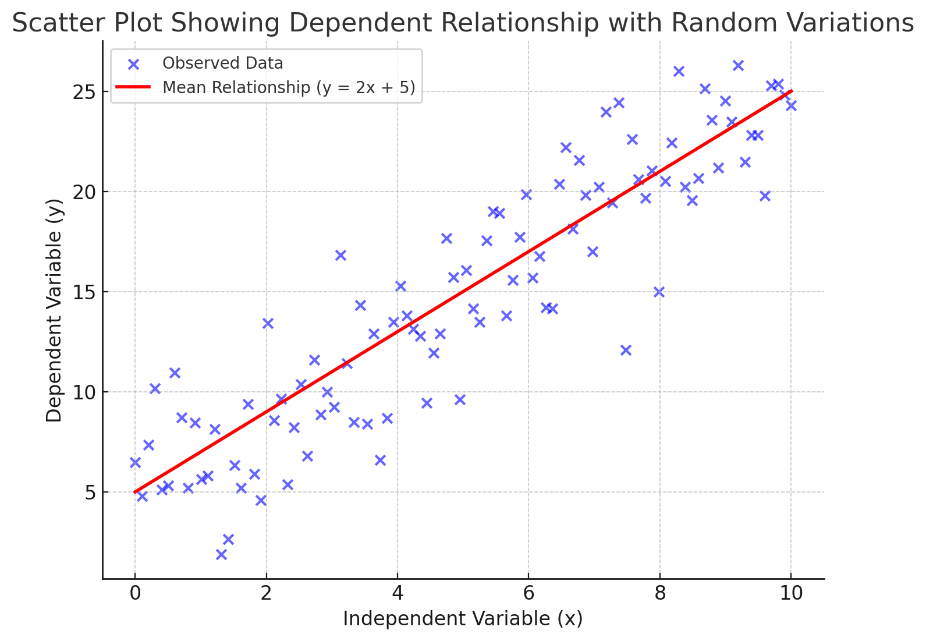 Scatter Plot Showing Dependent Relationship with Random Variations
Observed Data
Mean Relationship (y = 2x + 5)
Dependent Variable (y)
25
20
15
10
5
0 2 4 6 8 10
Independent Variable (x)